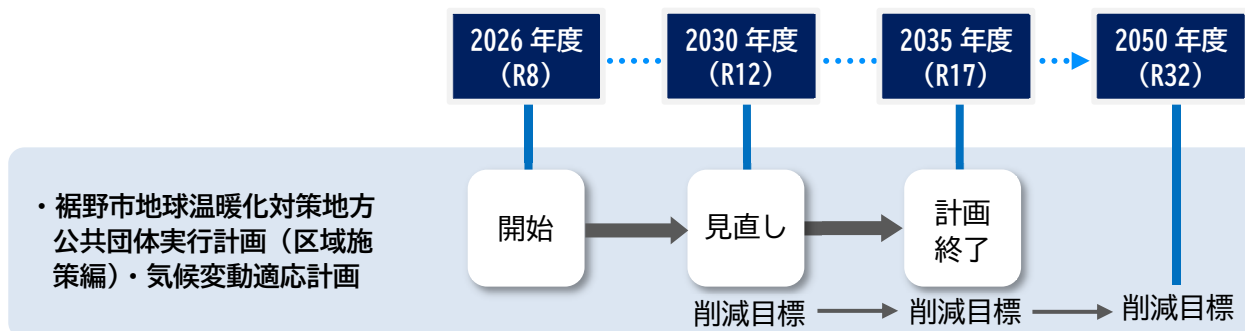 2026 年度
（R8）
2030 年度
（R12）
2035 年度
（R17）
2050 年度
（R32）
・裾野市地球温暖化対策地方
公共団体実行計画（区域施
策編）・気候変動適応計画
開始
見直し
計画
終了
削減目標
削減目標
削減目標